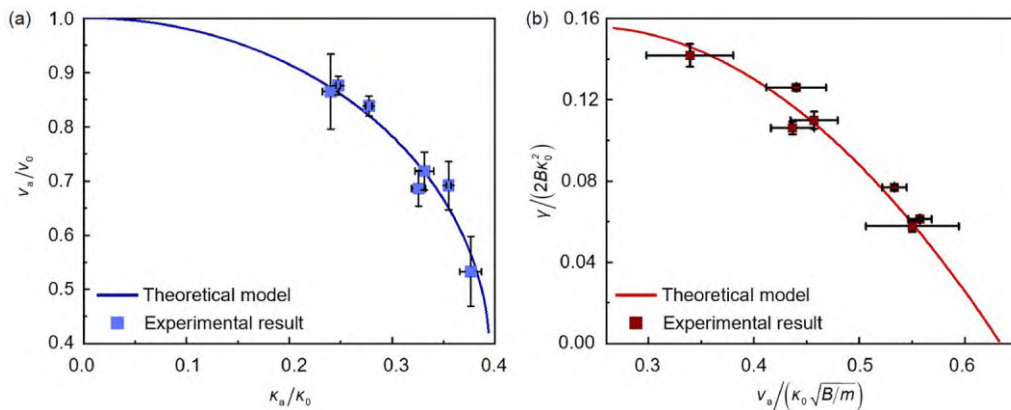 (a)
1.0
0.9
0.8
0.7
0.6
0.5
0.4
v_a/v_0
Theoretical model
Experimental result
0.0 0.1 0.2 0.3 0.4
κ_a/κ_0
(b)
0.16
0.12
0.08
0.04
0.00
γ/(2Bκ_0^2)
Theoretical model
Experimental result
0.3 0.4 0.5 0.6
v_a/(κ_0√B/m)